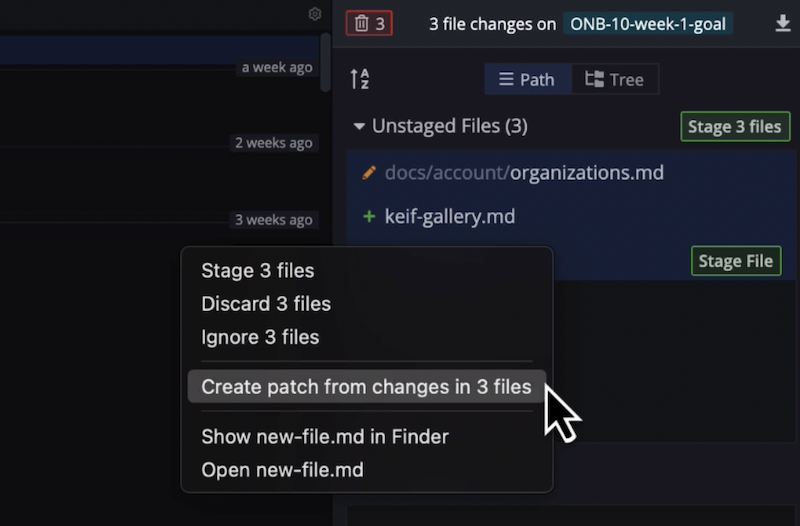 3
3 file changes on ONB-10-week-1-goal
a week ago
Path
Tree
Unstaged Files (3)
Stage 3 files
2 weeks ago
docs/account/organizations.md
keif-gallery.md
3 weeks ago
Stage File
Stage 3 files
Discard 3 files
Ignore 3 files
Create patch from changes in 3 files
Show new-file.md in Finder
Open new-file.md